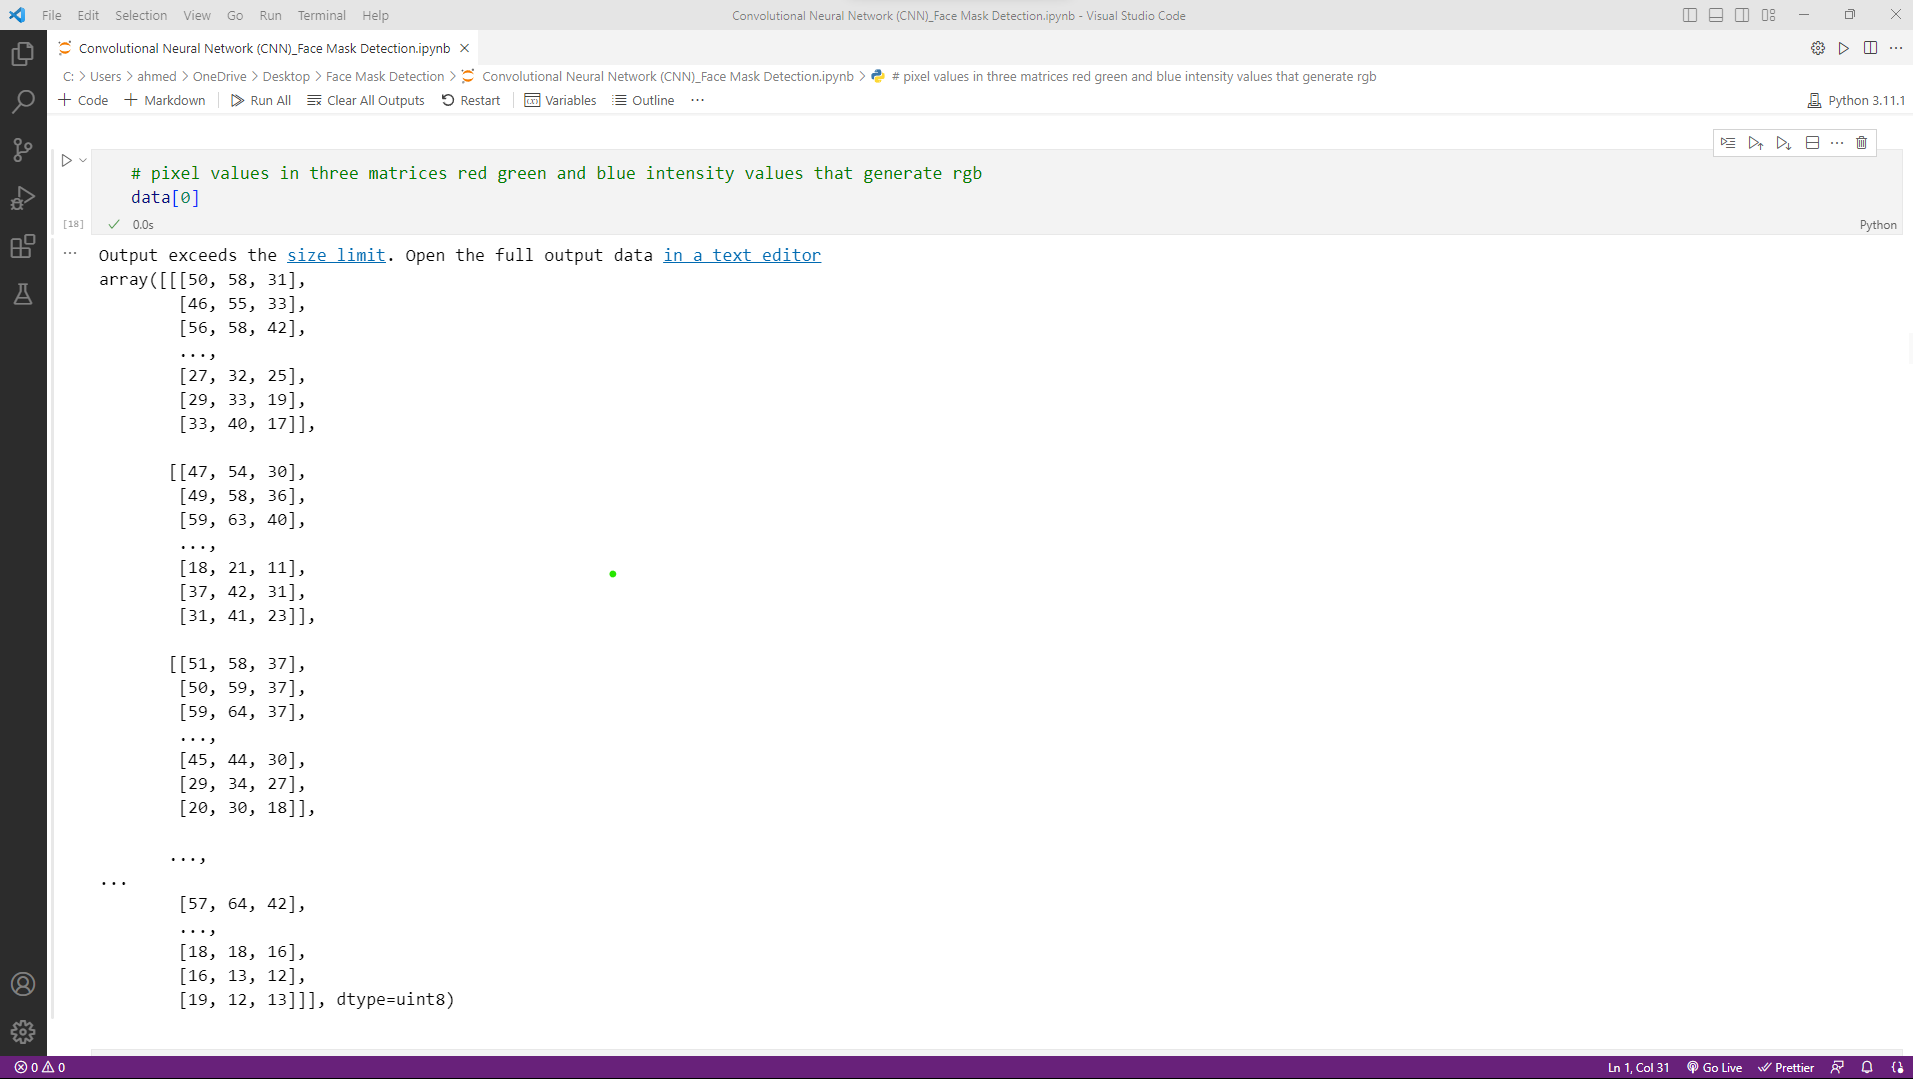 File Edit Selection View Go Run Terminal Help Convolutional Neural Network (CNN)_Face Mask Detection.ipynb - Visual Studio Code
Convolutional Neural Network (CNN)_Face Mask Detection.ipynb
C: > Users > ahmed > OneDrive > Desktop > Face Mask Detection > Convolutional Neural Network (CNN)_Face Mask Detection.ipynb > # pixel values in three matrices red green and blue intensity values that generate rgb
+ Code + Markdown Run All Clear All Outputs Restart Variables Outline ... Python 3.11.1
# pixel values in three matrices red green and blue intensity values that generate rgb
data[0]
[18] 0.0s Python
Output exceeds the size limit. Open the full output data in a text editor
array([[[50, 58, 31],
[46, 55, 33],
[56, 58, 42],
...,
[27, 32, 25],
[29, 33, 19],
[33, 40, 17]],
[[47, 54, 30],
[49, 58, 36],
[59, 63, 40],
...,
[18, 21, 11],
[37, 42, 31],
[31, 41, 23]],
[[51, 58, 37],
[50, 59, 37],
[59, 64, 37],
...,
[45, 44, 30],
[29, 34, 27],
[20, 30, 18]],
...,
...
[57, 64, 42],
...,
[18, 18, 16],
[16, 13, 12],
[19, 12, 13]]], dtype=uint8)
0 0 Ln 1, Col 31 Go Live Prettier